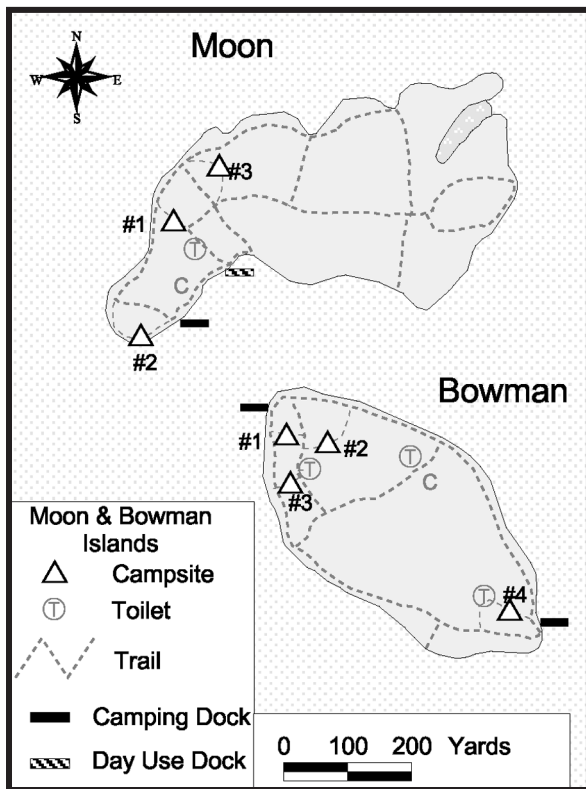 N
W E
S
Moon
#3
#1
T
C
#2
Bowman
#1
#2
T
T
C
#3
T
#4
Moon & Bowman
Islands
Campsite
T Toilet
Trail
Camping Dock
Day Use Dock
0 100 200 Yards